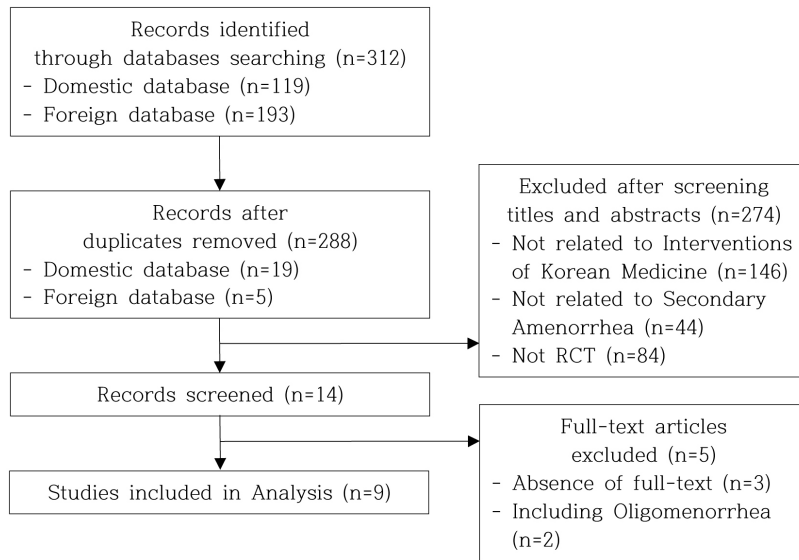 Records identified
through databases searching (n=312)
- Domestic database (n=119)
- Foreign database (n=193)
Records after
duplicates removed (n=288)
- Domestic database (n=19)
- Foreign database (n=5)
Excluded after screening
titles and abstracts (n=274)
- Not related to Interventions
of Korean Medicine (n=146)
- Not related to Secondary
Amenorrhea (n=44)
- Not RCT (n=84)
Records screened (n=14)
Full-text articles
excluded (n=5)
- Absence of full-text (n=3)
- Including Oligomenorrhea
(n=2)
Studies included in Analysis (n=9)